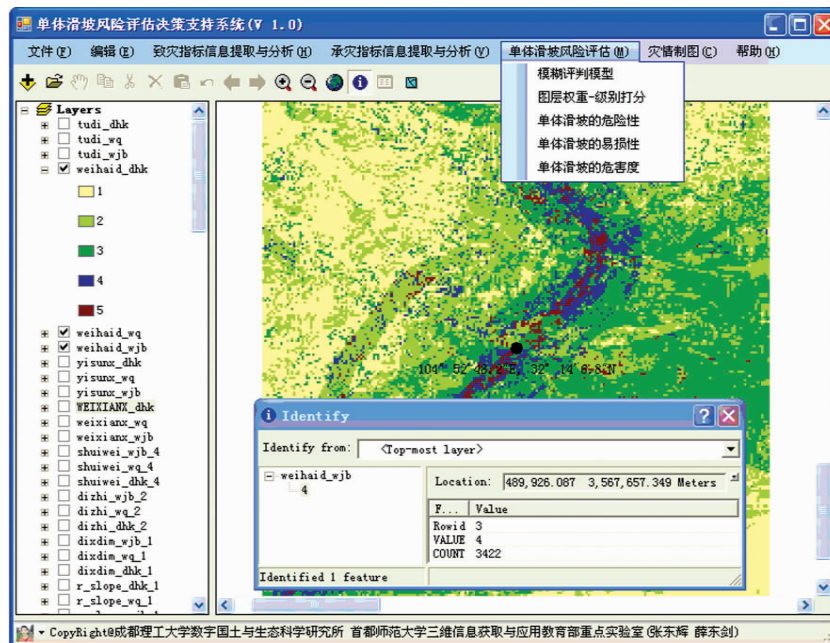 单体滑坡风险评估决策支持系统(V 1.0)
文件(F) 编辑(E) 致灾指标信息提取与分析(H) 承灾指标信息提取与分析(V) 单体滑坡风险评估(M) 灾情制图(C) 帮助(H)
模糊评判模型
图层权重-级别打分
单体滑坡的危险性
单体滑坡的易损性
单体滑坡的危害度
Layers
tudi_dhk
tudi_wq
tudi_wjb
weihaid_dhk
1
2
3
4
5
weihaid_wq
weihaid_wjb
yisunx_dhk
yisunx_wq
yisunx_wjb
WEIXIANX_dhk
weixianx_wq
weixianx_wjb
shuiwei_wjb_4
shuiwei_wq_4
shuiwei_dhk_4
dizhi_wjb_2
dizhi_wq_2
dizhi_dhk_2
dixdim_wjb_1
dixdim_wq_1
dixdim_dhk_1
r_slope_dhk_1
r_slope_wq_1
104° 52' 48.2"E, 32° 14' 6.8"N
Identify
Identify from: <Top-most layer>
weihaid_wjb
4
Location: 489,926.087 3,567,657.349 Meters
F... Value
Rowid 3
VALUE 4
COUNT 3422
Identified 1 feature
CopyRight@成都理工大学数字国土与生态科学研究所 首都师范大学三维信息获取与应用教育部重点实验室(张东辉 薛东剑)